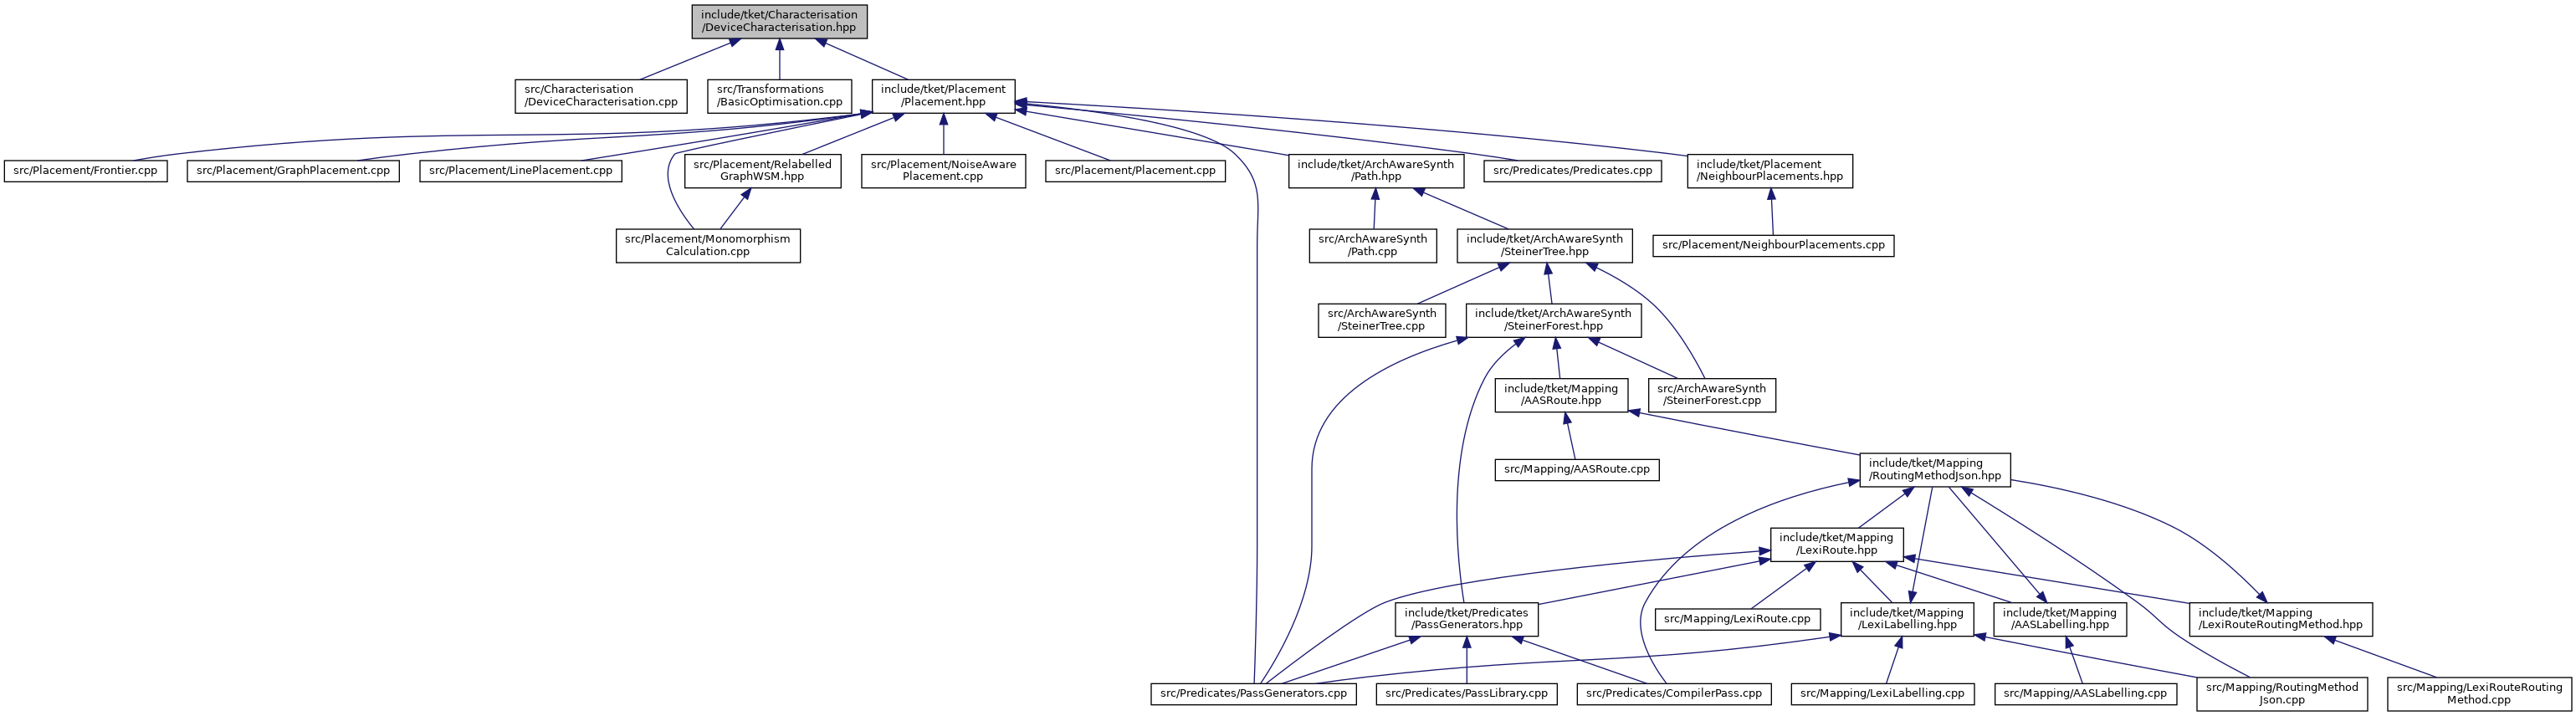 include/tket/Characterisation
/DeviceCharacterisation.hpp
src/Characterisation
/DeviceCharacterisation.cpp
src/Transformations
/BasicOptimisation.cpp
include/tket/Placement
/Placement.hpp
src/Placement/Frontier.cpp
src/Placement/GraphPlacement.cpp
src/Placement/LinePlacement.cpp
src/Placement/Relabelled
GraphWSM.hpp
src/Placement/NoiseAware
Placement.cpp
src/Placement/Placement.cpp
include/tket/ArchAwareSynth
/Path.hpp
src/Predicates/Predicates.cpp
include/tket/Placement
/NeighbourPlacements.hpp
src/Placement/Monomorphism
Calculation.cpp
src/ArchAwareSynth
/Path.cpp
include/tket/ArchAwareSynth
/SteinerTree.hpp
src/Placement/NeighbourPlacements.cpp
src/ArchAwareSynth
/SteinerTree.cpp
include/tket/ArchAwareSynth
/SteinerForest.hpp
include/tket/Mapping
/AASRoute.hpp
src/ArchAwareSynth
/SteinerForest.cpp
src/Mapping/AASRoute.cpp
include/tket/Mapping
/RoutingMethodJson.hpp
include/tket/Mapping
/LexiRoute.hpp
include/tket/Predicates
/PassGenerators.hpp
src/Mapping/LexiRoute.cpp
include/tket/Mapping
/LexiLabelling.hpp
include/tket/Mapping
/AASLabelling.hpp
include/tket/Mapping
/LexiRouteRoutingMethod.hpp
src/Predicates/PassGenerators.cpp
src/Predicates/PassLibrary.cpp
src/Predicates/CompilerPass.cpp
src/Mapping/LexiLabelling.cpp
src/Mapping/AASLabelling.cpp
src/Mapping/RoutingMethod
Json.cpp
src/Mapping/LexiRouteRouting
Method.cpp